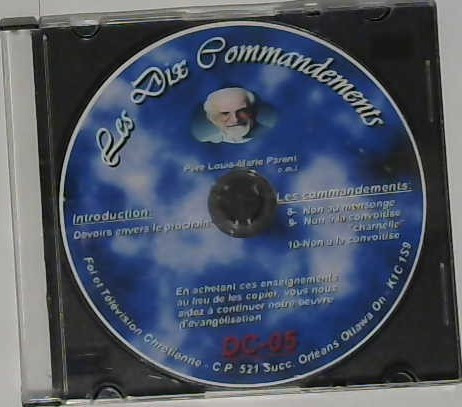 Les Dix Commandements
Père Louis-Marie Parent
o.m.i
Introduction:
Devoirs envers le prochain
Les commandements:
8- Non au mensonge
9- Non à la convoitise
"charnelle"
10-Non à la convoitise
En achetant ces enseignements
au lieu de les copier, vous nous
aidez à continuer notre oeuvre
d'évangélisation
DC-05
Foi et Télévision Chrétienne - C.P. 521 Succ. Orléans Ottawa On. K1C 1S9